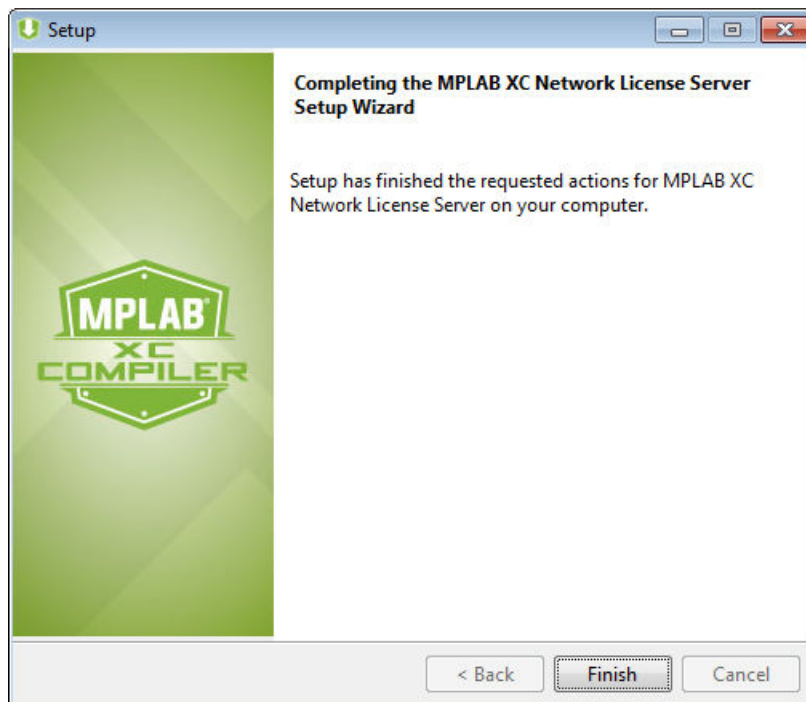 Setup
Completing the MPLAB XC Network License Server
Setup Wizard
Setup has finished the requested actions for MPLAB XC
Network License Server on your computer.
MPLAB®
XC
COMPILER
< Back
Finish
Cancel